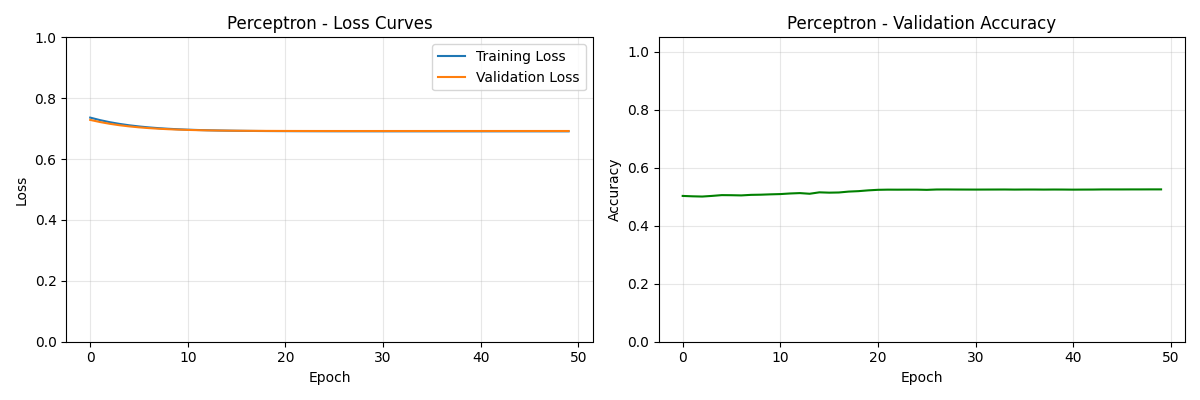 Perceptron - Loss Curves
1.0
0.8
0.6
0.4
0.2
0.0
Loss
Training Loss
Validation Loss
0 10 20 30 40 50
Epoch
Perceptron - Validation Accuracy
1.0
0.8
0.6
0.4
0.2
0.0
Accuracy
0 10 20 30 40 50
Epoch